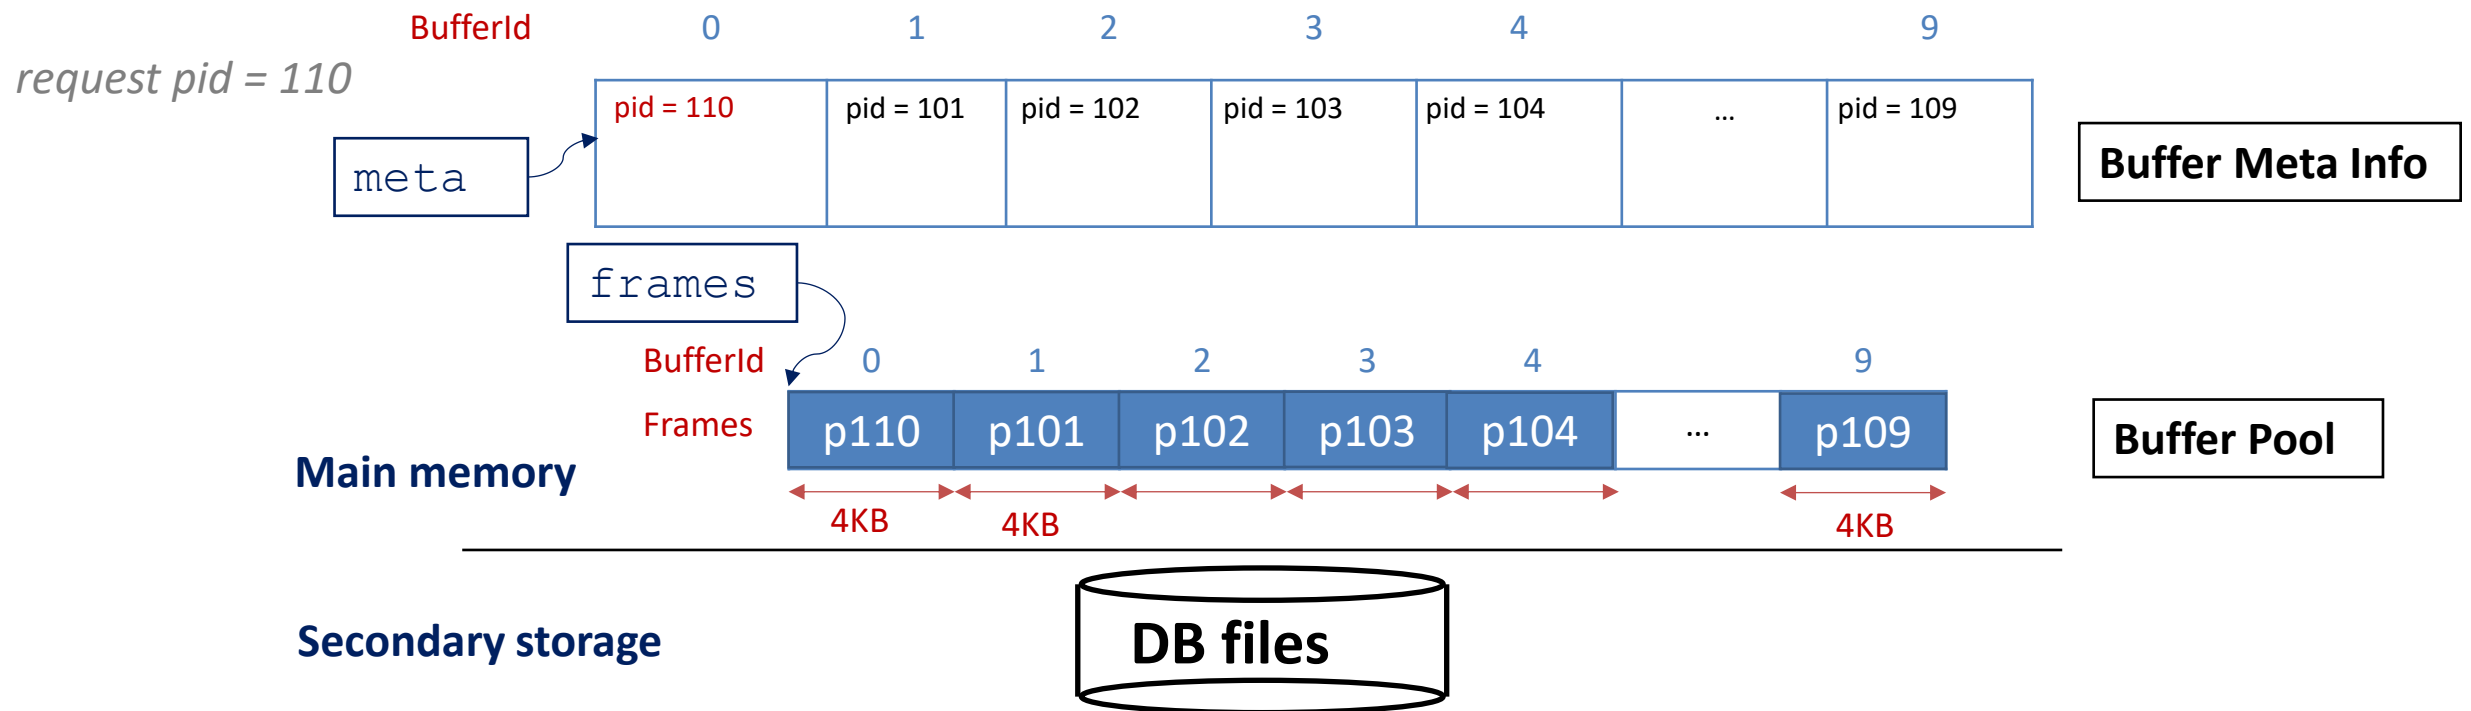 BufferId 0 1 2 3 4 9
request pid = 110
pid = 110 pid = 101 pid = 102 pid = 103 pid = 104 ... pid = 109
meta
Buffer Meta Info
frames
BufferId 0 1 2 3 4 9
Frames p110 p101 p102 p103 p104 ... p109
Buffer Pool
Main memory
4KB 4KB 4KB
Secondary storage
DB files